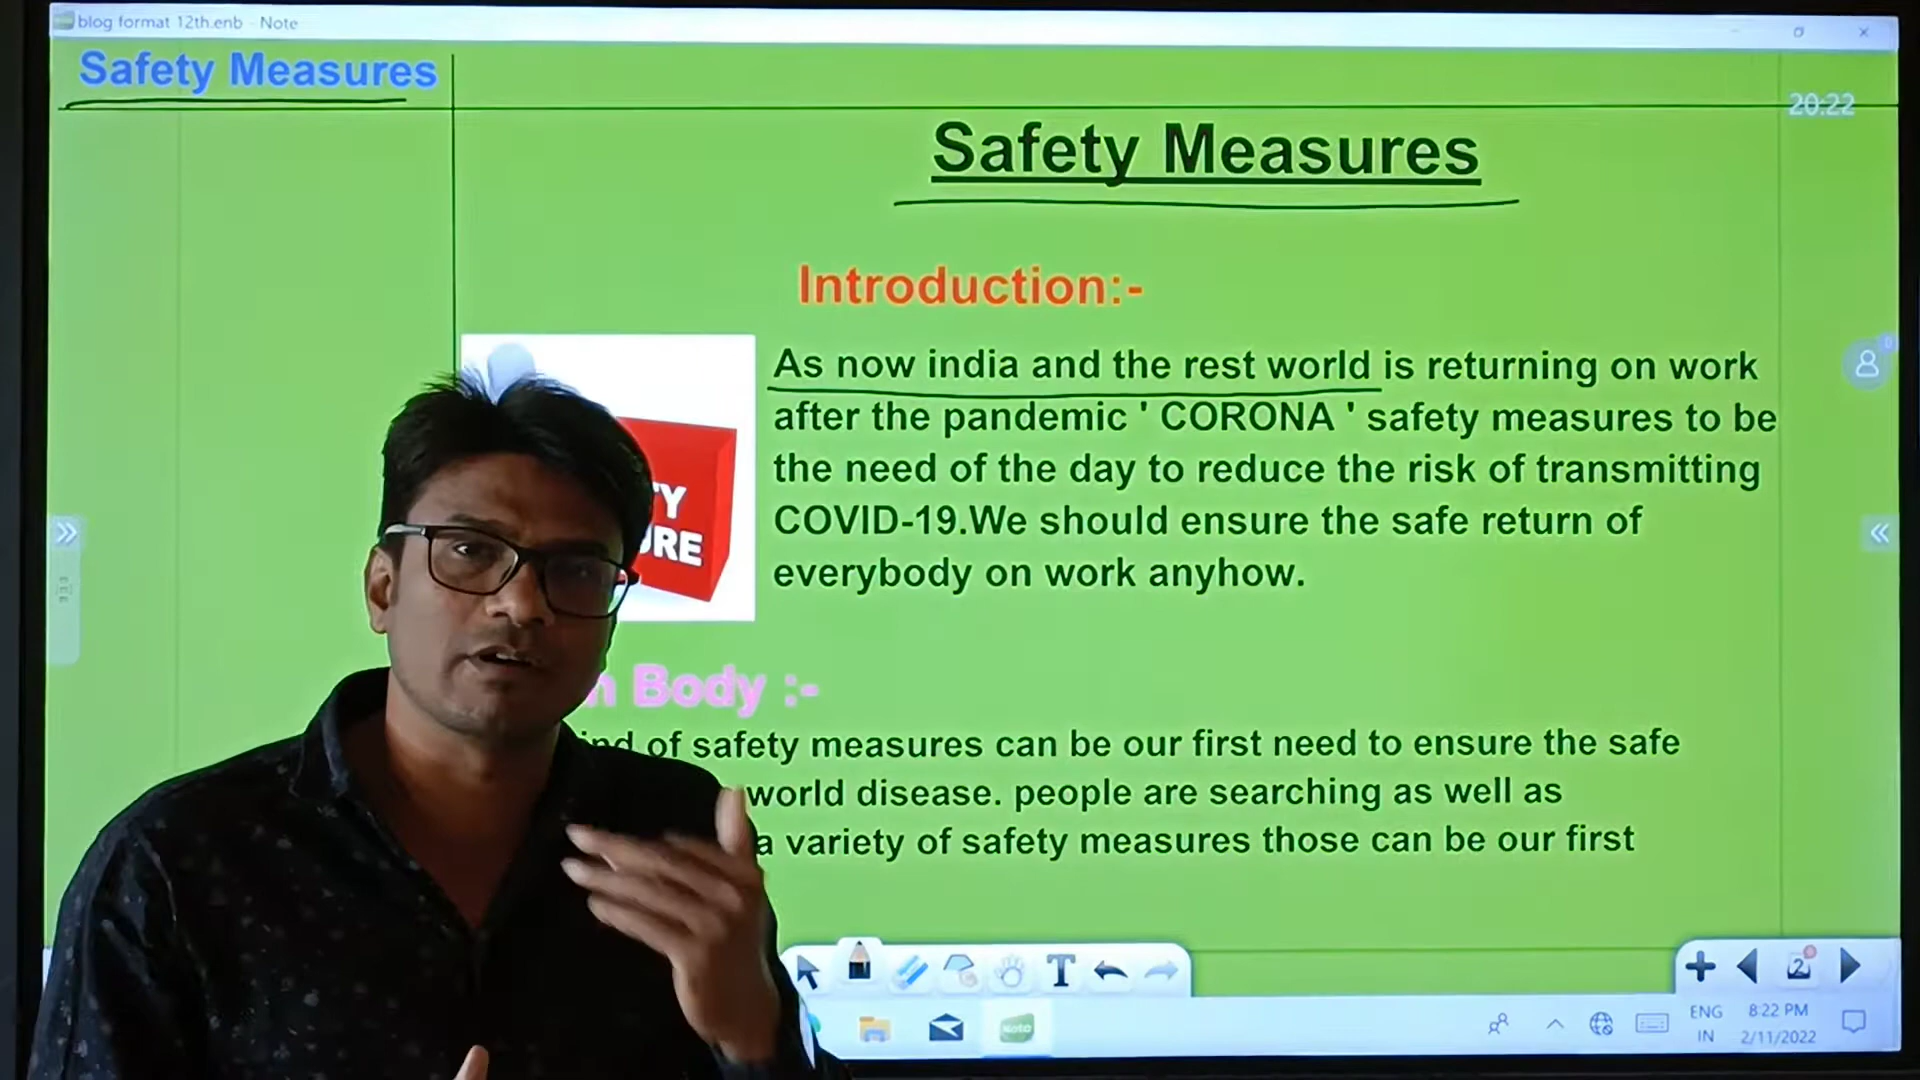 blog format 12th.enb - Note
Safety Measures
20:22
Safety Measures
Introduction:-
As now india and the rest world is returning on work
after the pandemic ' CORONA ' safety measures to be
the need of the day to reduce the risk of transmitting
COVID-19.We should ensure the safe return of
everybody on work anyhow.
Body :-
of safety measures can be our first need to ensure the safe
world disease. people are searching as well as
a variety of safety measures those can be our first
T
2
Note
ENG
IN
8:22 PM
2/11/2022